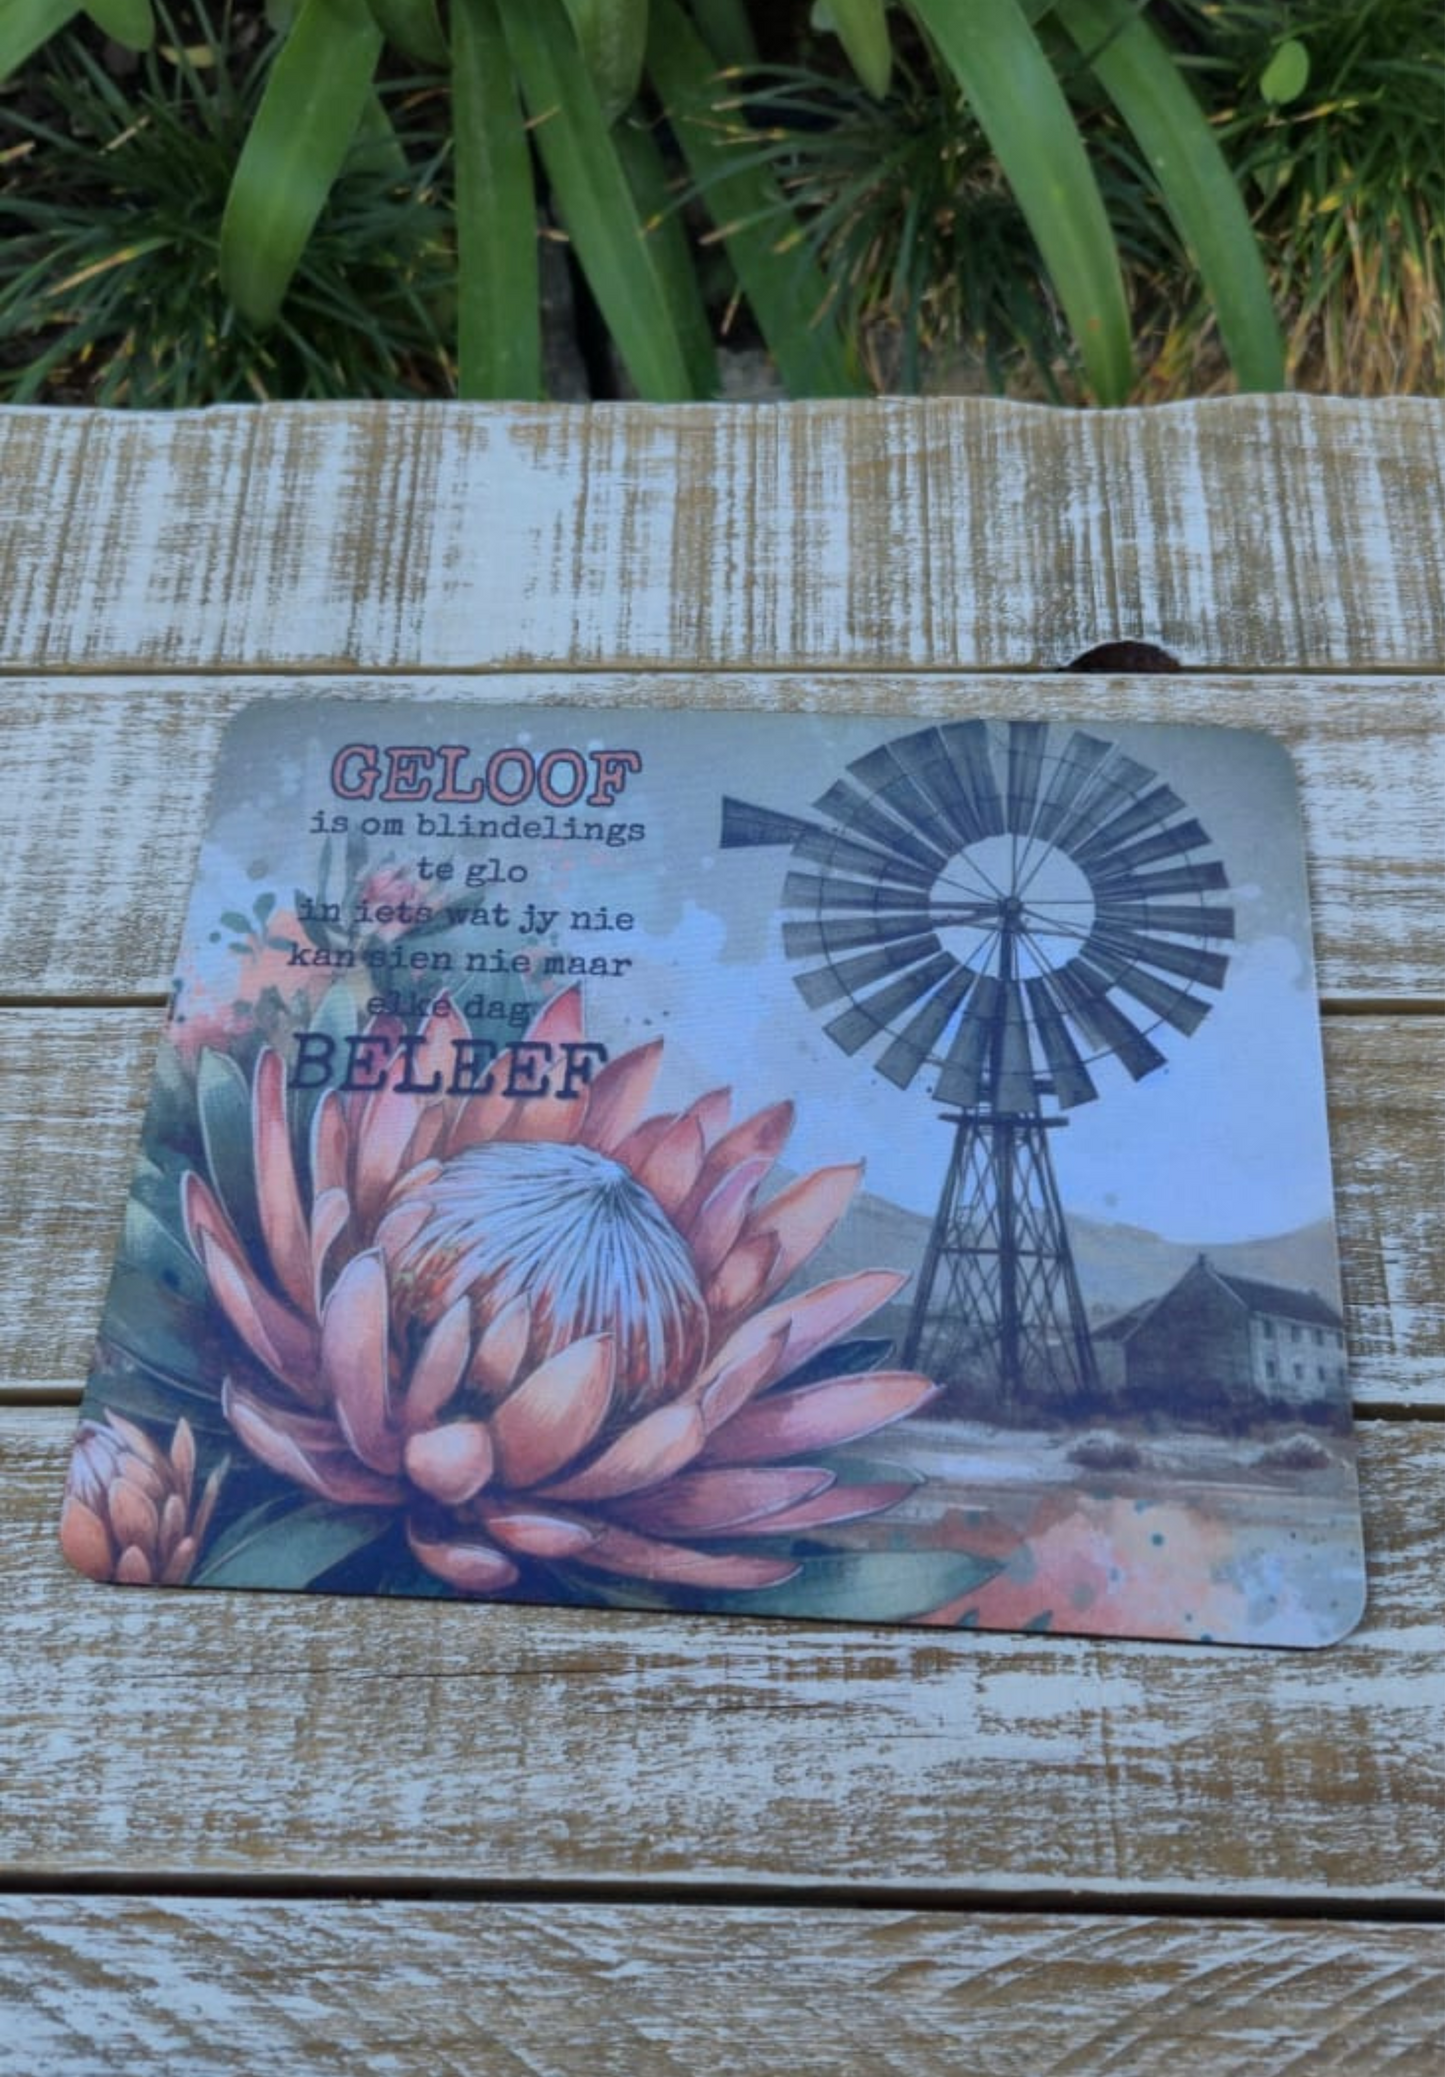 GELOOF
is om blindelings
te glo
in iets wat jy nie
kan sien nie maar
elke dag
BELEEF